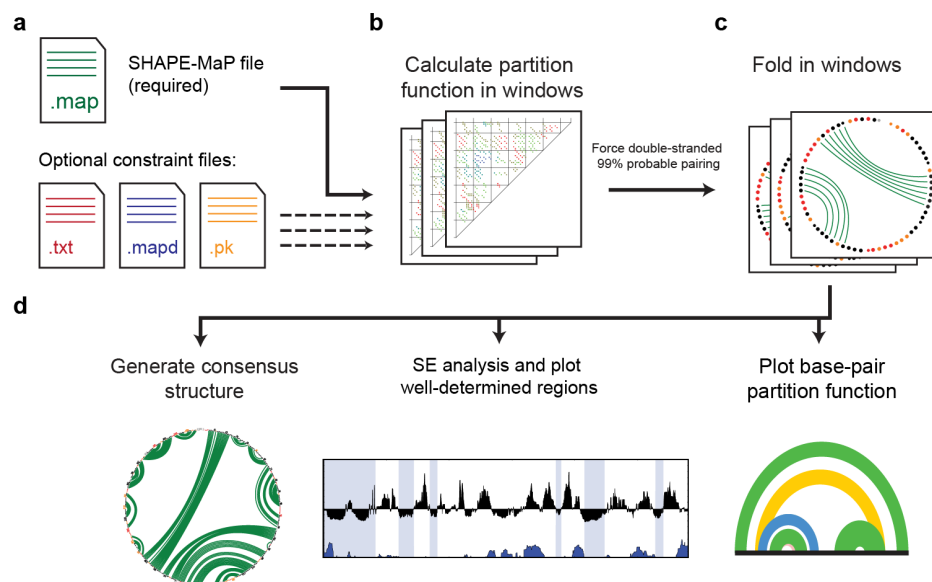 a
b
c
SHAPE-MaP file
(required)
.map
Calculate partition
function in windows
Fold in windows
Optional constraint files:
.txt
.mapd
.pk
Force double-stranded
99% probable pairing
d
Generate consensus
structure
SE analysis and plot
well-determined regions
Plot base-pair
partition function